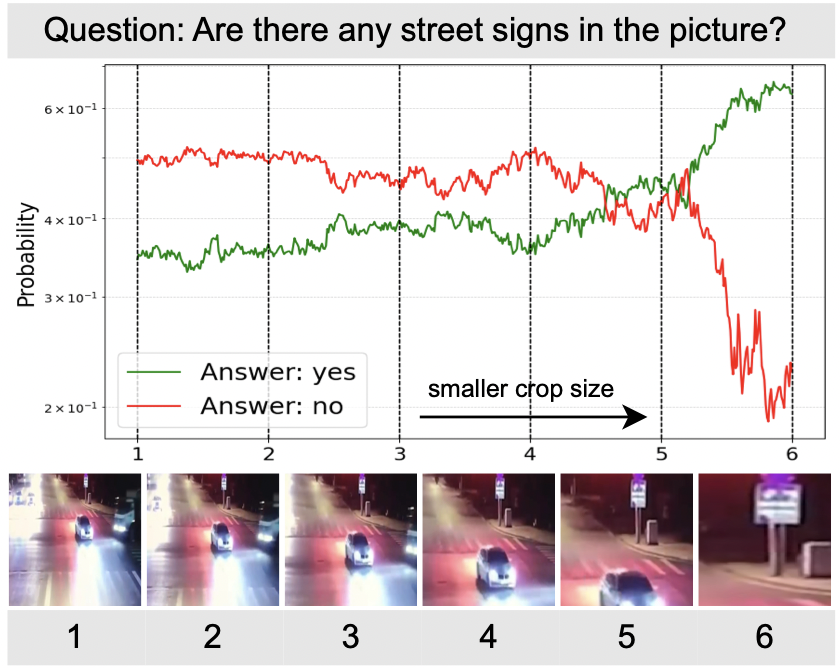 Question: Are there any street signs in the picture?
Probability
6 × 10⁻¹
4 × 10⁻¹
3 × 10⁻¹
2 × 10⁻¹
Answer: yes
Answer: no
smaller crop size
1 2 3 4 5 6
1 2 3 4 5 6